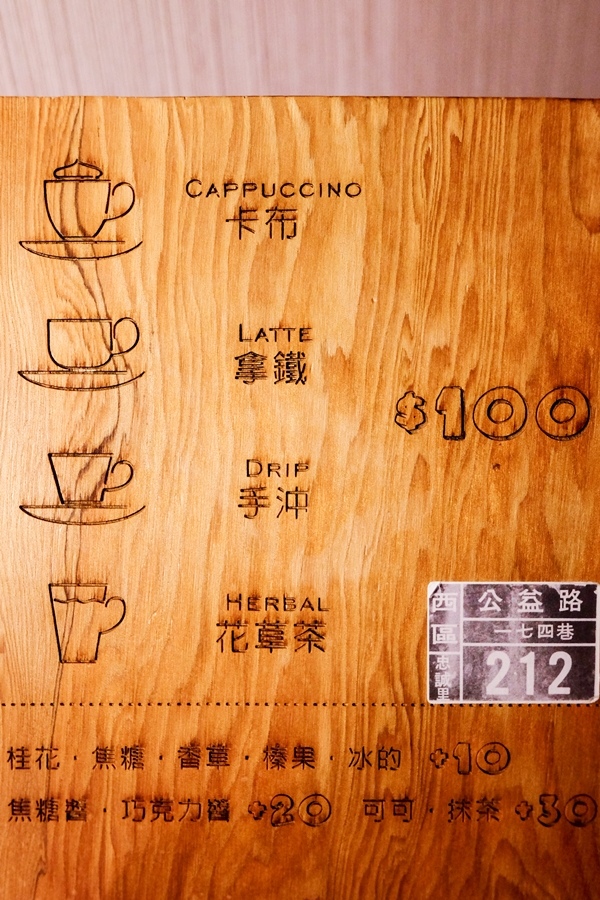 CAPPUCCINO
卡布
LATTE
拿鐵
$100
DRIP
手沖
HERBAL
花草茶
西區 公益路
一七四巷
忠誠里 212
桂花・焦糖・香草・榛果・冰的 +10
焦糖醬・巧克力醬 +20 可可・抹茶 +30